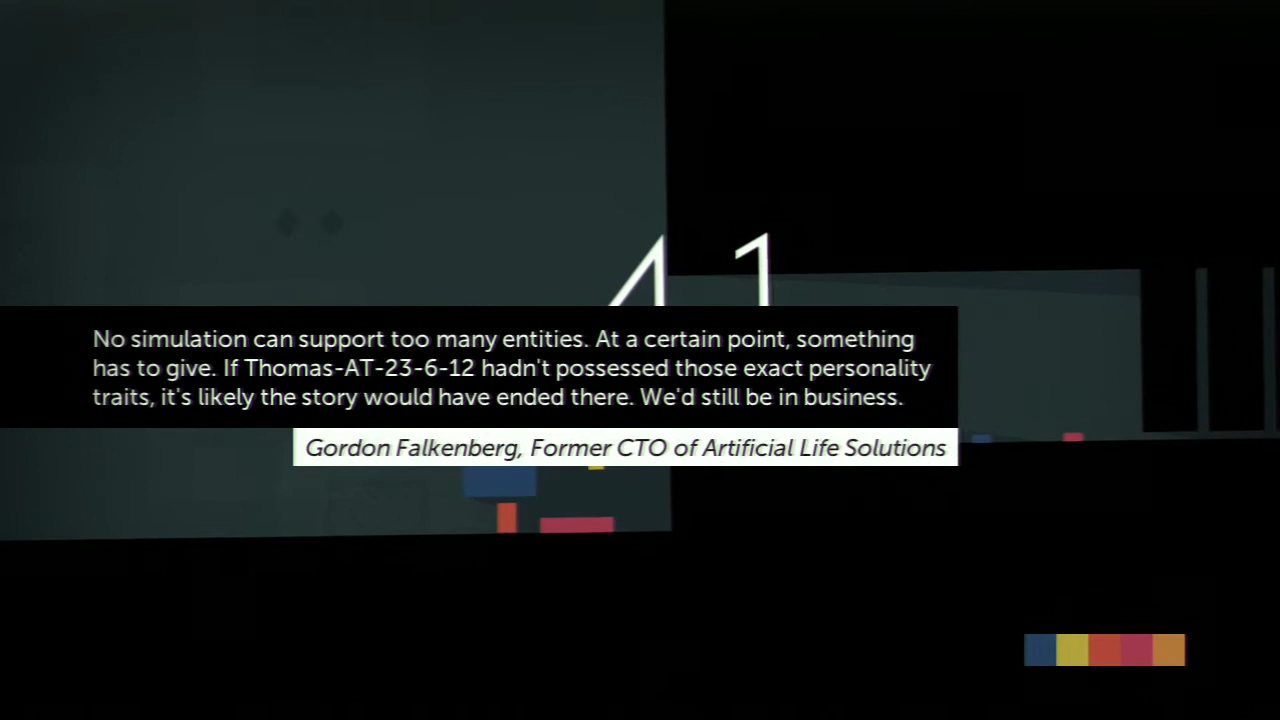 4.1
No simulation can support too many entities. At a certain point, something
has to give. If Thomas-AT-23-6-12 hadn't possessed those exact personality
traits, it's likely the story would have ended there. We'd still be in business.
Gordon Falkenberg, Former CTO of Artificial Life Solutions